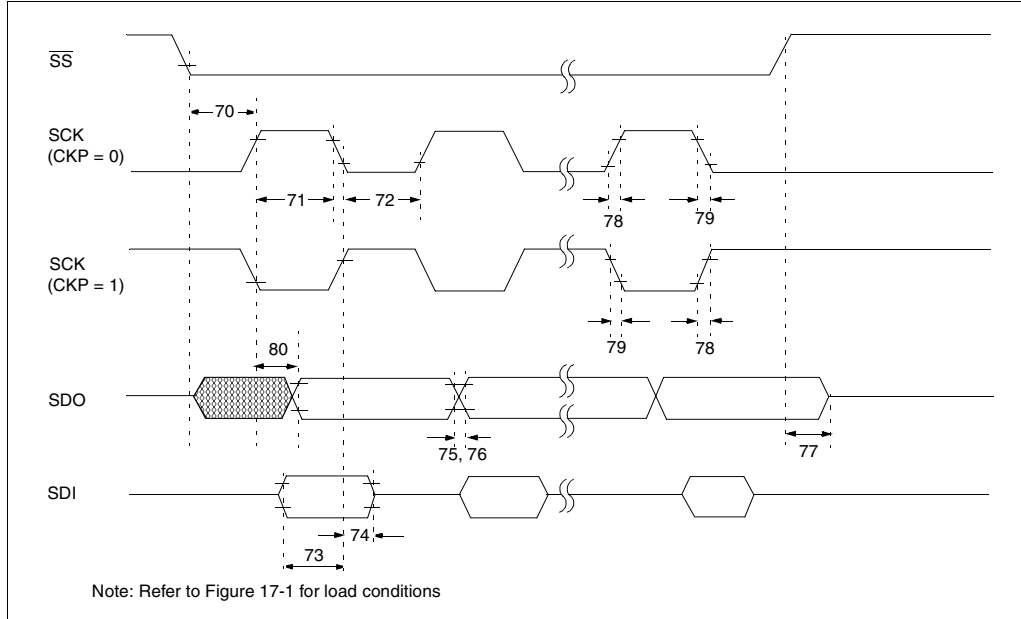 SS
70
SCK
(CKP = 0)
71
72
78
79
SCK
(CKP = 1)
79
78
80
SDO
75, 76
77
SDI
74
73
Note: Refer to Figure 17-1 for load conditions